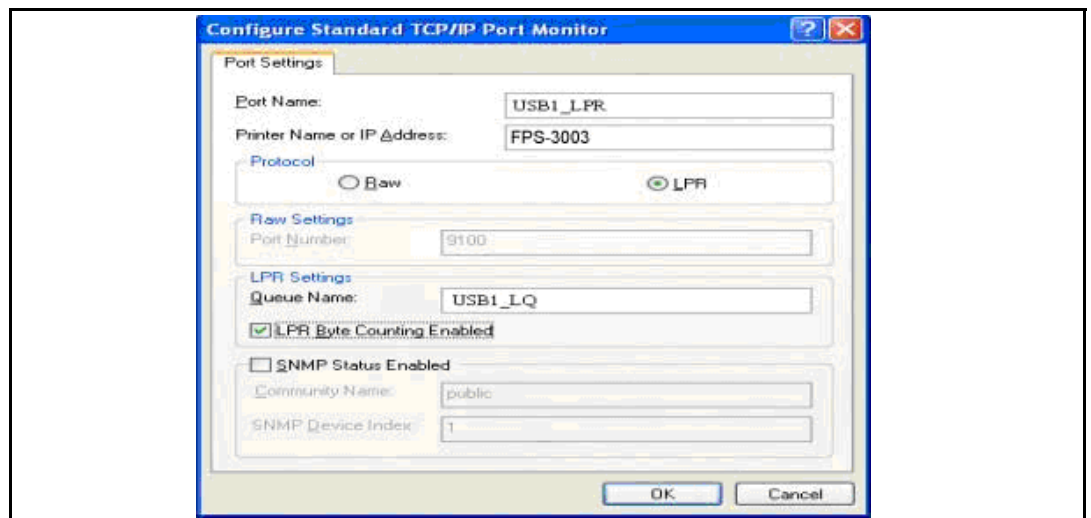 Configure Standard TCP/IP Port Monitor
Port Settings
Port Name: USB1_LPR
Printer Name or IP Address: FPS-3003
Protocol
Raw LPR
Raw Settings
Port Number: 9100
LPR Settings
Queue Name: USB1_LQ
LPR Byte Counting Enabled
SNMP Status Enabled
Community Name: public
SNMP Device Index: 1
OK Cancel